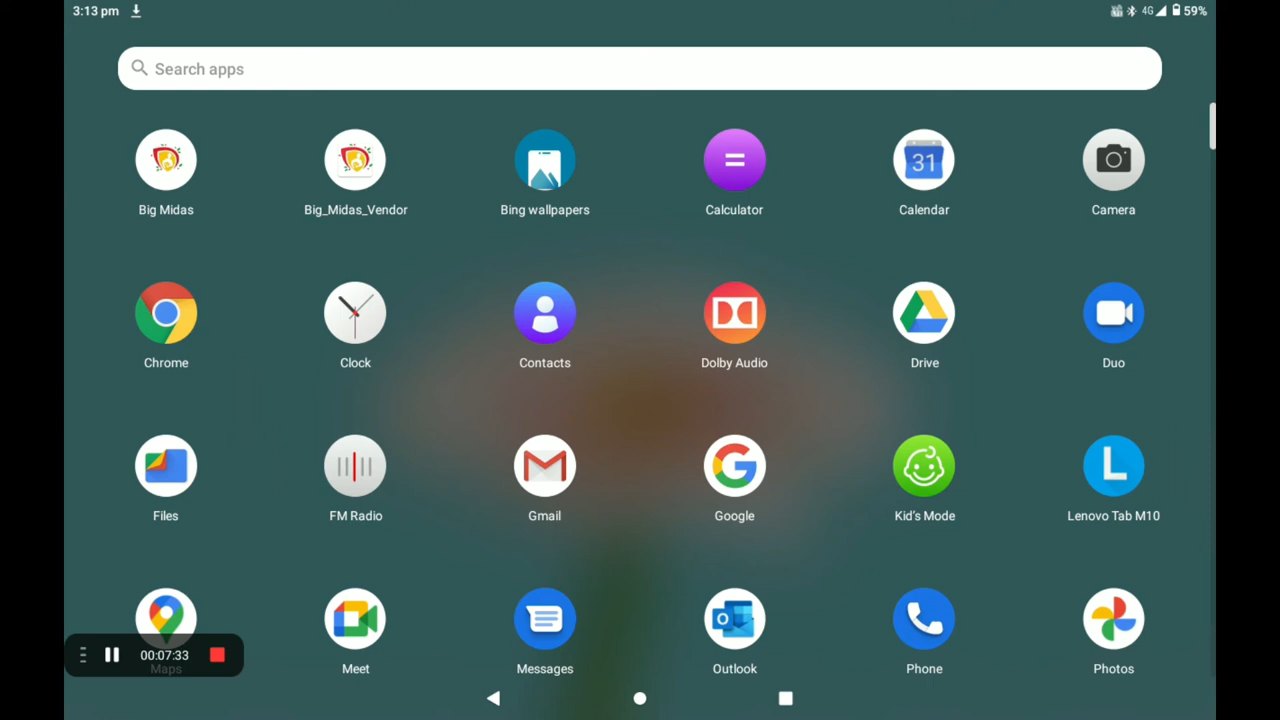 3:13 pm
4G 59%
Search apps
31
Big Midas Big_Midas_Vendor Bing wallpapers Calculator Calendar Camera
Chrome Clock Contacts Dolby Audio Drive Duo
L
Files FM Radio Gmail Google Kid's Mode Lenovo Tab M10
00:07:33
Maps Meet Messages Outlook Phone Photos